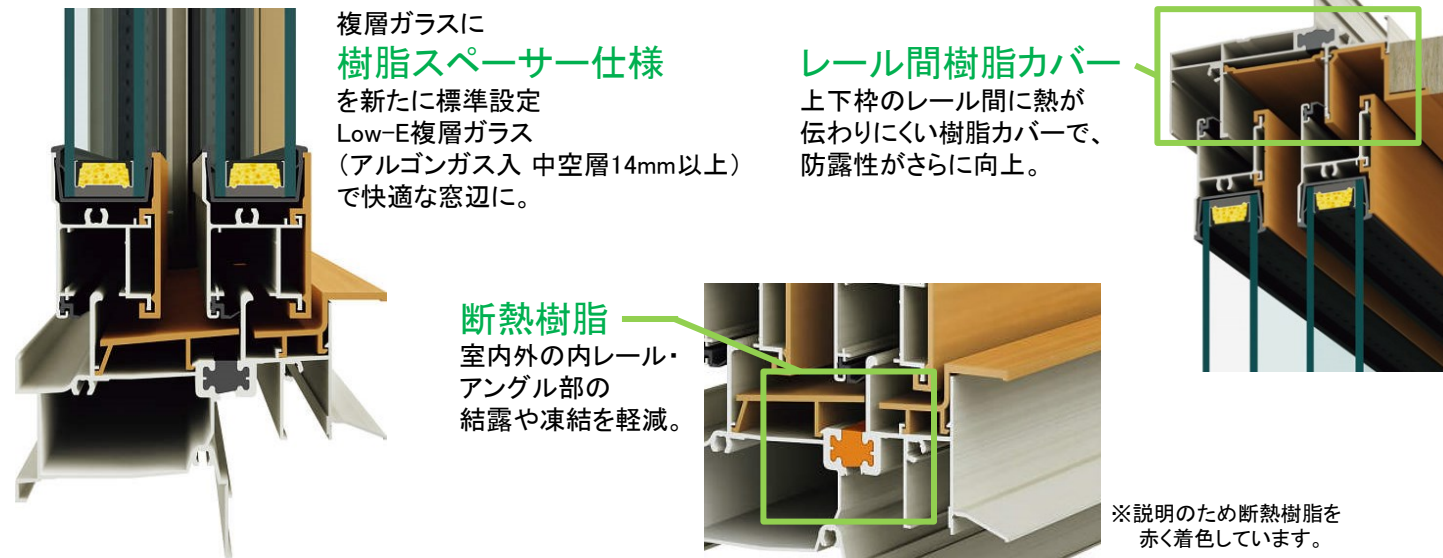 複層ガラスに
樹脂スペーサー仕様
を新たに標準設定
Low-E複層ガラス
（アルゴンガス入 中空層14mm以上）
で快適な窓辺に。
レール間樹脂カバー
上下枠のレール間に熱が
伝わりにくい樹脂カバーで、
防露性がさらに向上。
断熱樹脂
室内外の内レール・
アングル部の
結露や凍結を軽減。
※説明のため断熱樹脂を
赤く着色しています。